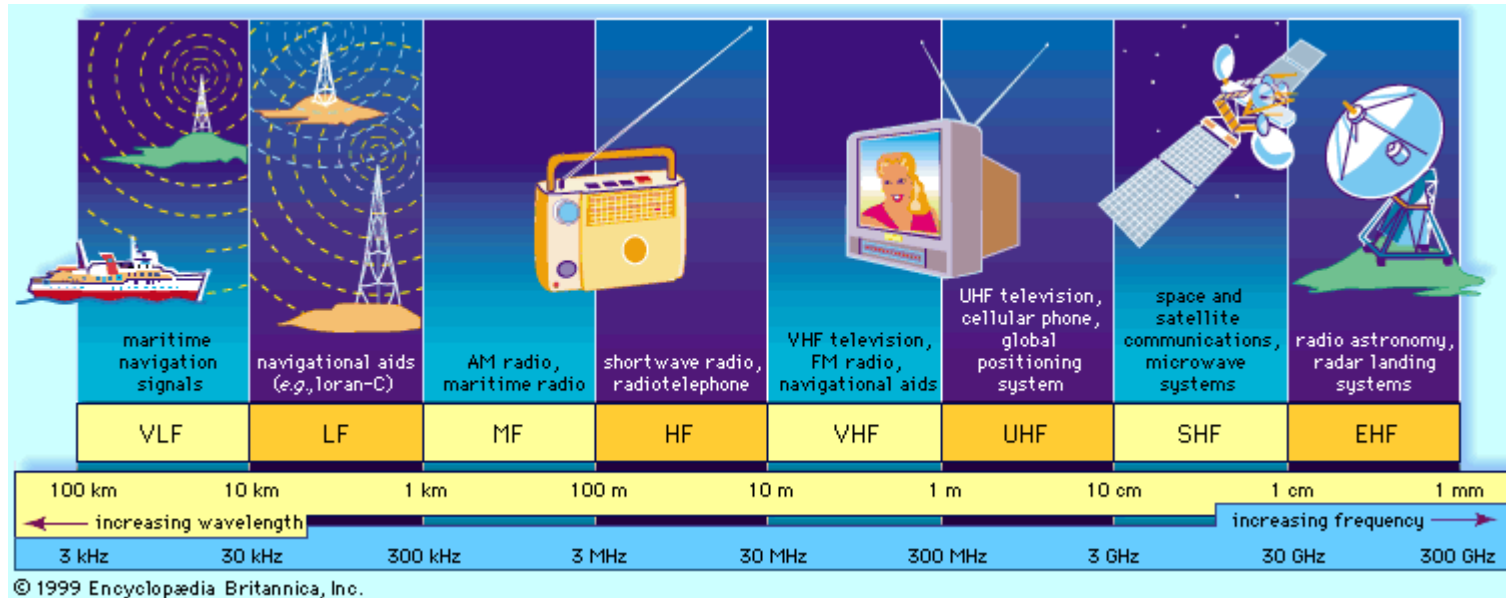 maritime
navigation
signals
navigational aids
(e.g., loran-C)
AM radio,
maritime radio
shortwave radio,
radiotelephone
VHF television,
FM radio,
navigational aids
UHF television,
cellular phone,
global
positioning
system
space and
satellite
communications,
microwave
systems
radio astronomy,
radar landing
systems
VLF LF MF HF VHF UHF SHF EHF
100 km 10 km 1 km 100 m 10 m 1 m 10 cm 1 cm 1 mm
increasing wavelength increasing frequency
3 kHz 30 kHz 300 kHz 3 MHz 30 MHz 300 MHz 3 GHz 30 GHz 300 GHz
© 1999 Encyclopædia Britannica, Inc.